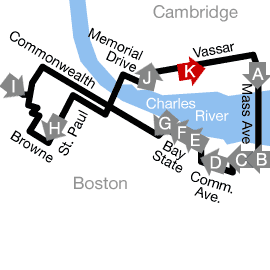 Cambridge
Vassar
Memorial
Drive
Commonwealth
J
K
A
I
Charles
River
Mass Ave
H
St. Paul
Browne
G
F
E
Bay
State
D
C
B
Comm.
Ave.
Boston